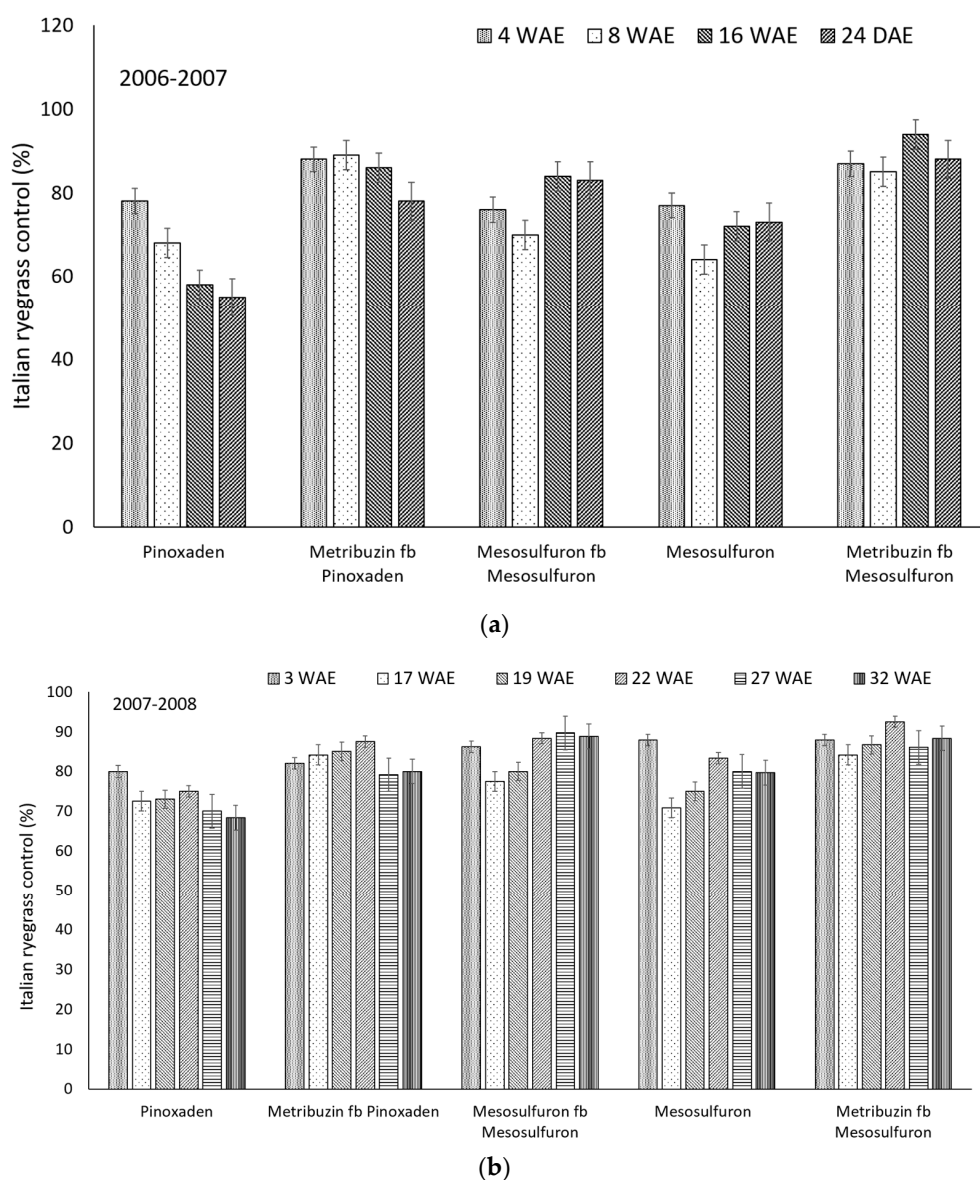 120
100
80
60
40
20
0
Italian ryegrass control (%)
4 WAE 8 WAE 16 WAE 24 DAE
2006-2007
Pinoxaden
Metribuzin fb
Pinoxaden
Mesosulfuron fb
Mesosulfuron
Mesosulfuron
Metribuzin fb
Mesosulfuron
(a)
100
90
80
70
60
50
40
30
20
10
0
Italian ryegrass control (%)
3 WAE 17 WAE 19 WAE 22 WAE 27 WAE 32 WAE
2007-2008
Pinoxaden
Metribuzin fb Pinoxaden
Mesosulfuron fb
Mesosulfuron
Mesosulfuron
Metribuzin fb
Mesosulfuron
(b)